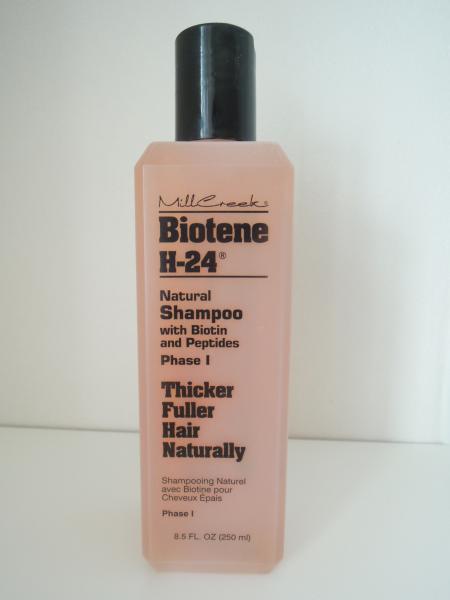 MillCreek®
Biotene
H-24®
Natural
Shampoo
with Biotin
and Peptides
Phase I
Thicker
Fuller
Hair
Naturally
Shampooing Naturel
avec Biotine pour
Cheveux Épais
Phase I
8.5 FL. OZ (250 ml)